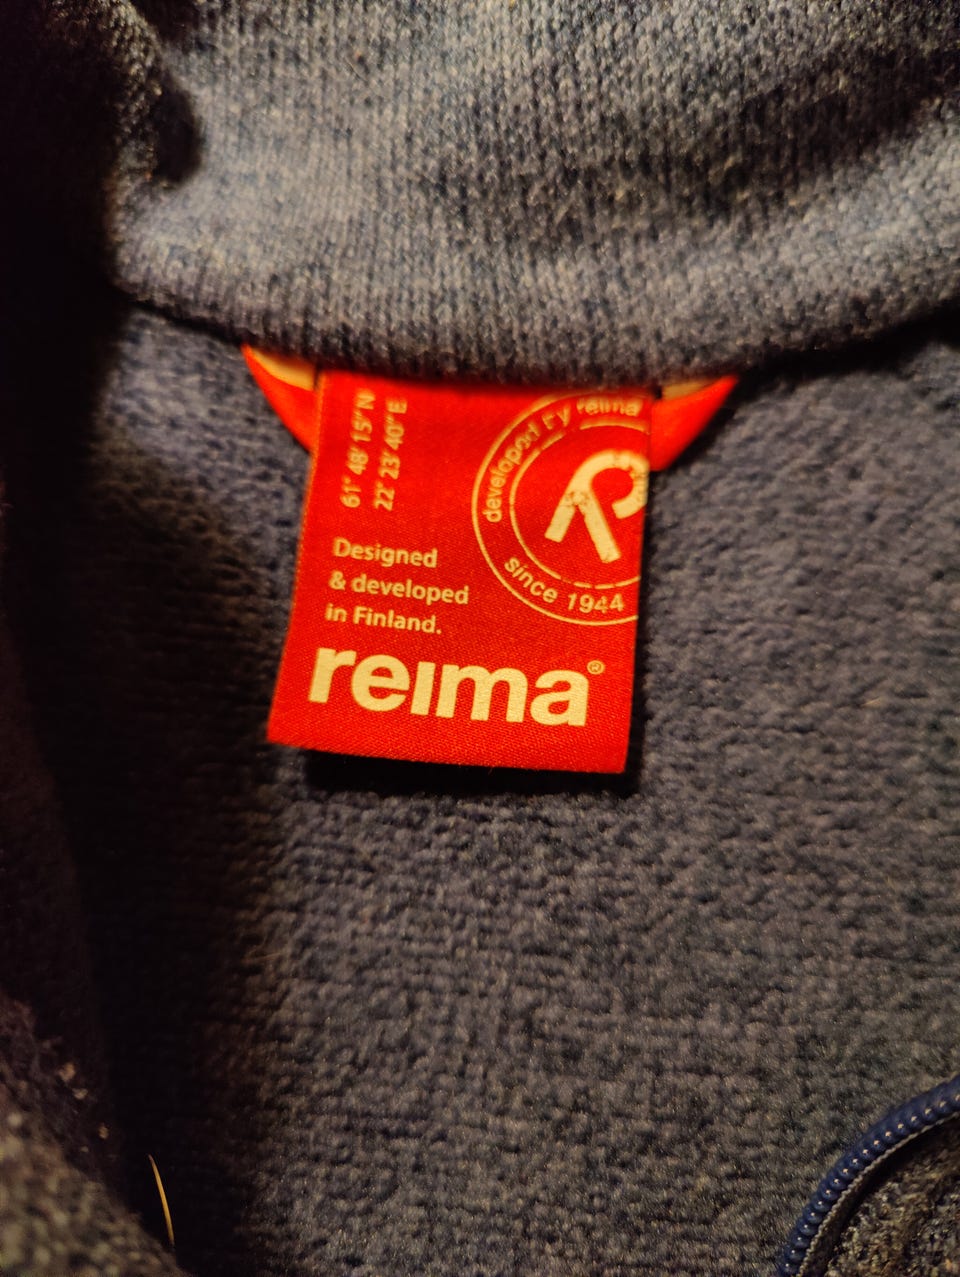 61° 48' 15" N
22° 23' 40" E
developed by reima
R
since 1944
Designed
& developed
in Finland.
reima®